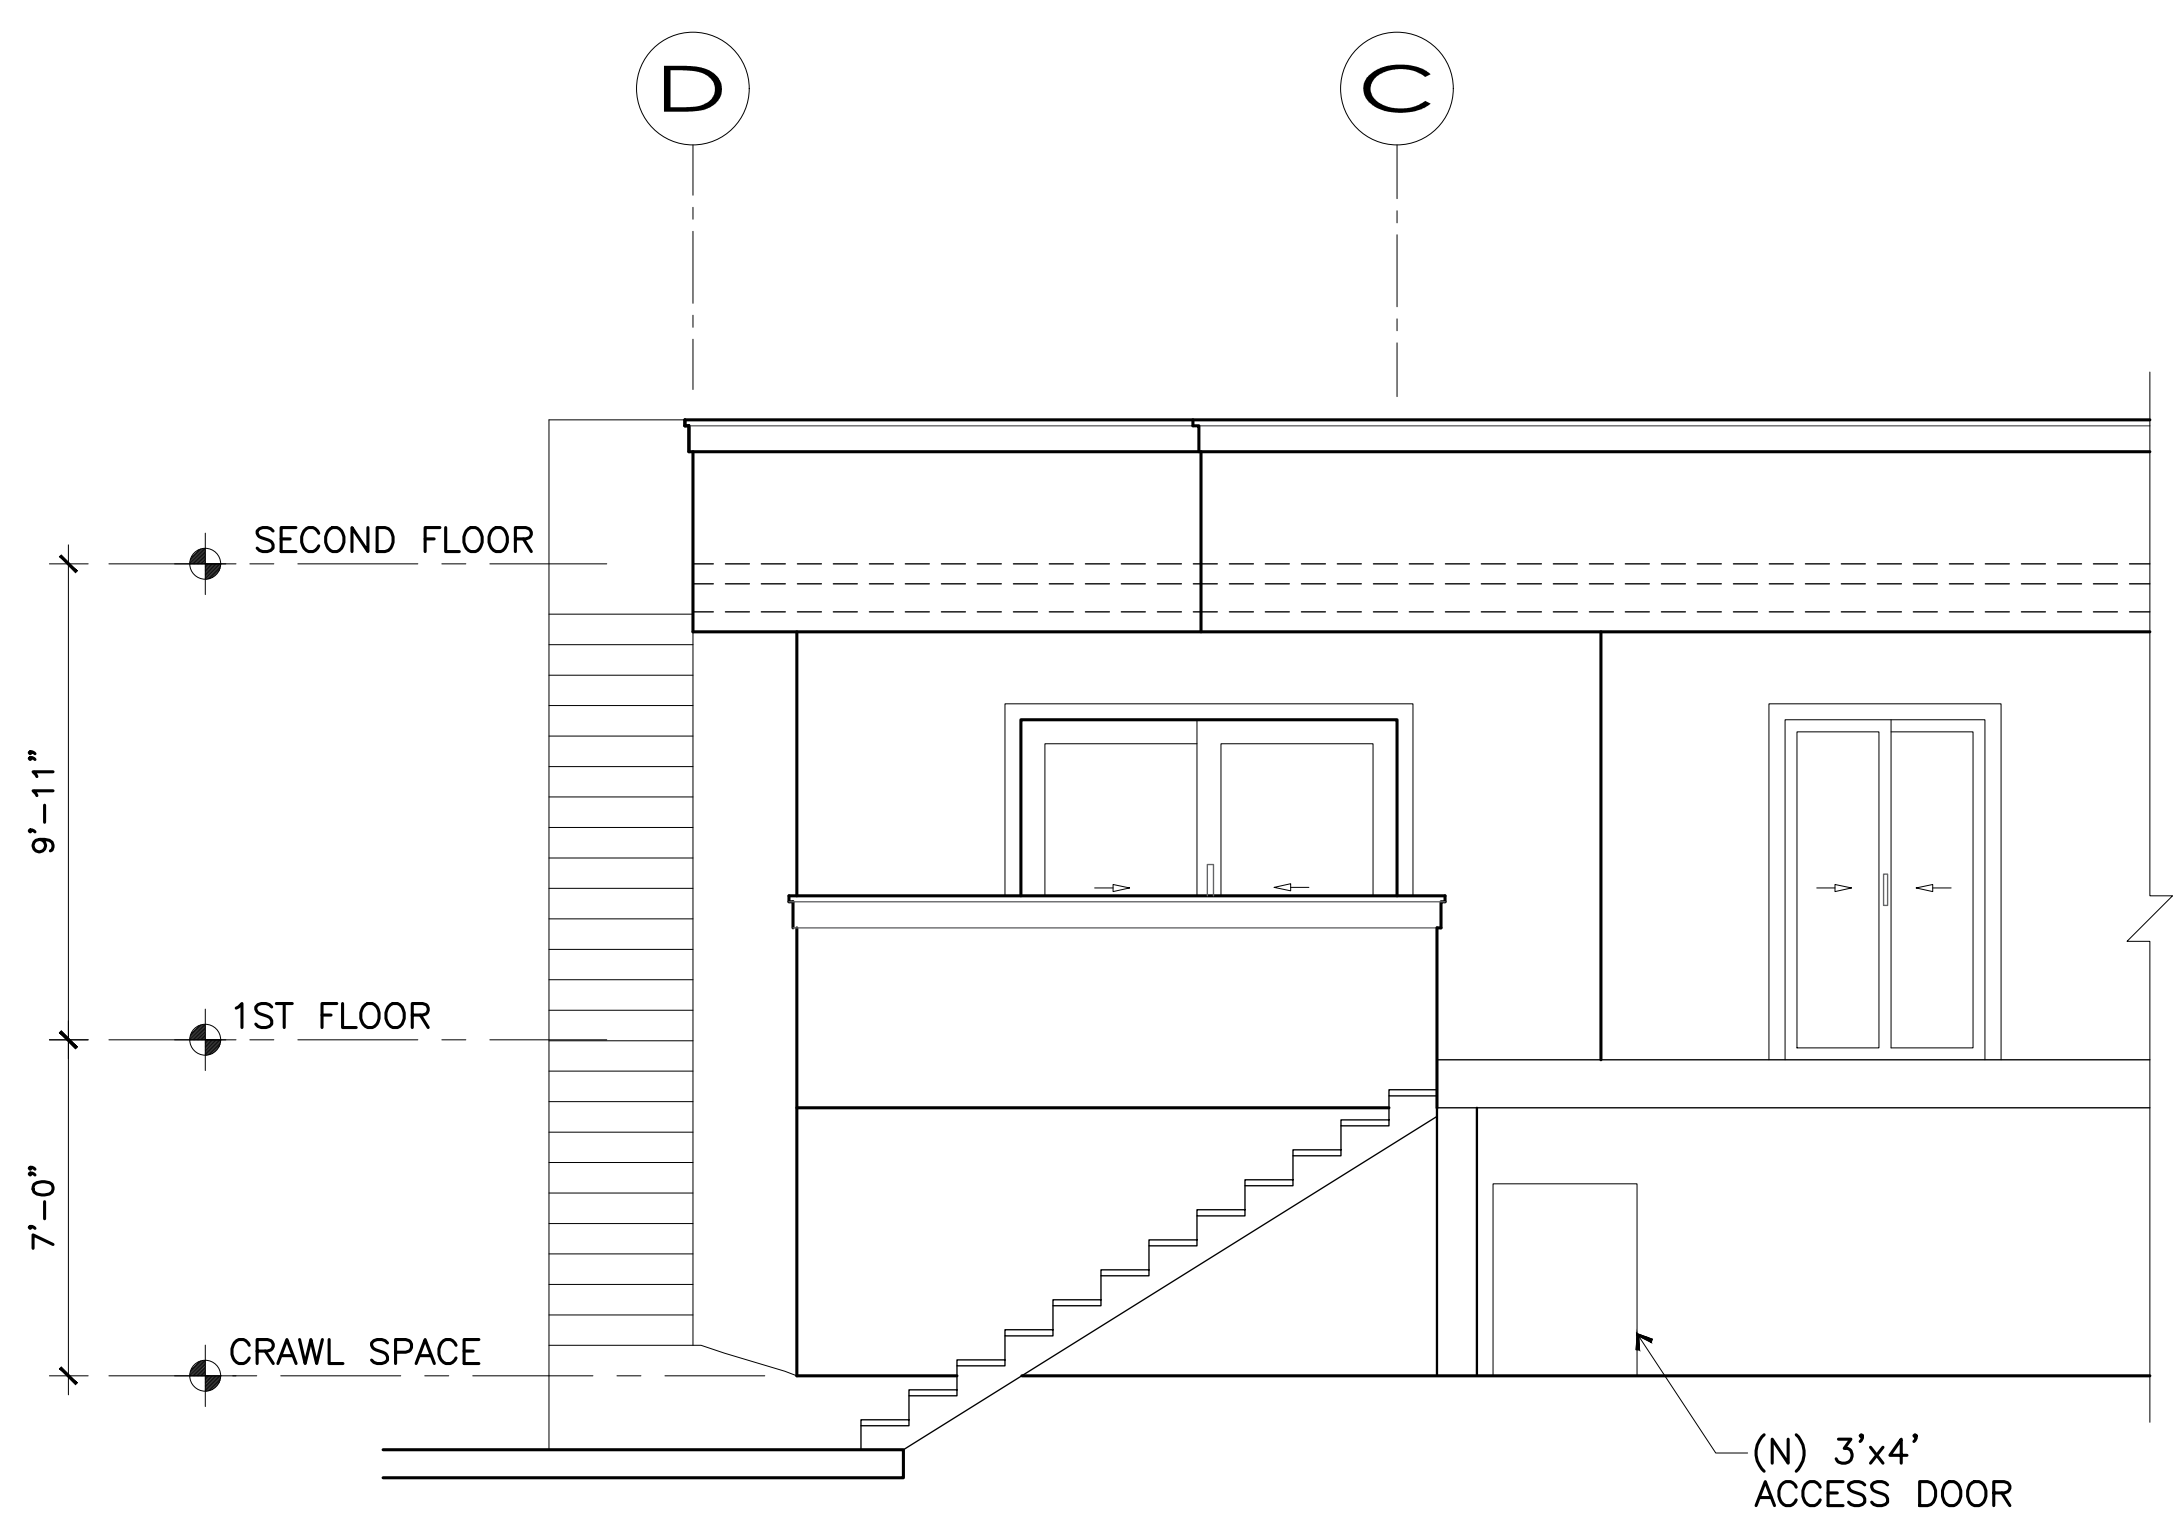 D
C
SECOND FLOOR
9'-11"
1ST FLOOR
7'-0"
CRAWL SPACE
(N) 3'x4'
ACCESS DOOR